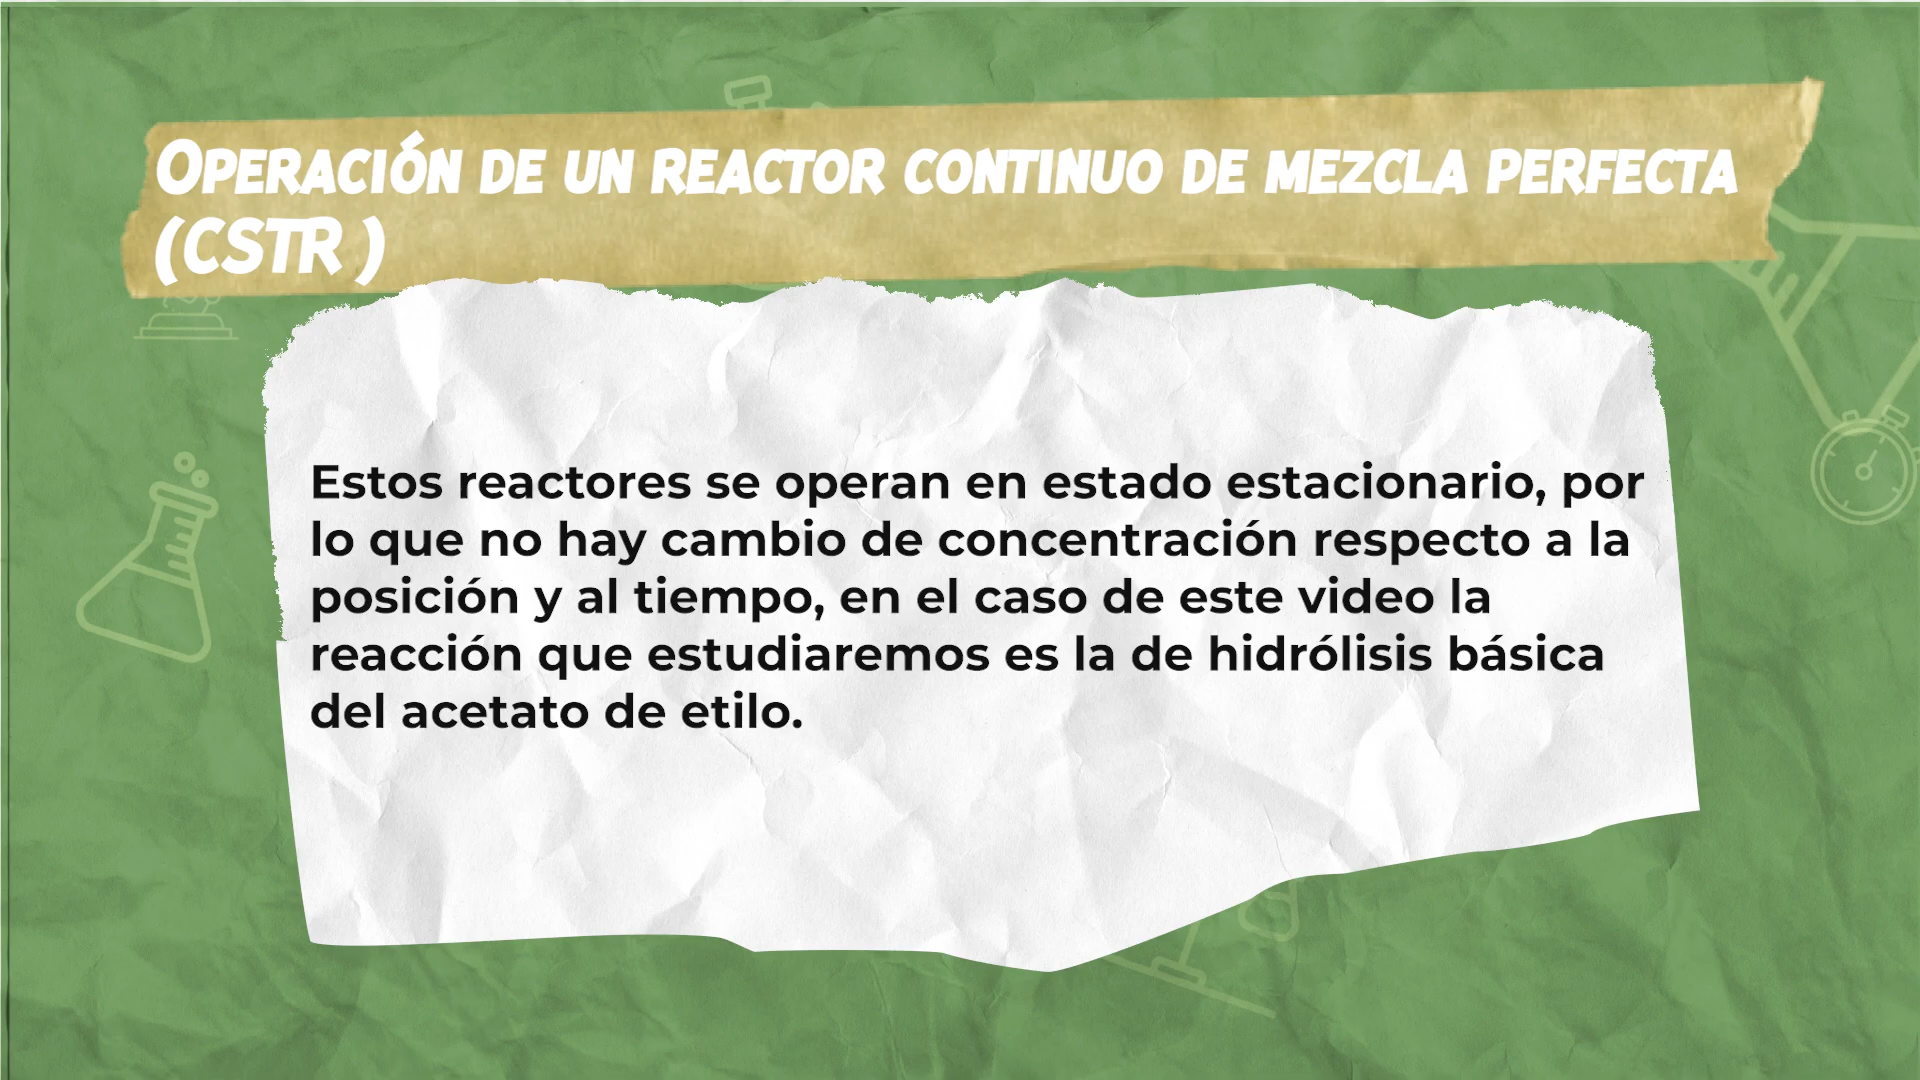 Operación de un reactor continuo de mezcla perfecta
(CSTR)
Estos reactores se operan en estado estacionario, por
lo que no hay cambio de concentración respecto a la
posición y al tiempo, en el caso de este video la
reacción que estudiaremos es la de hidrólisis básica
del acetato de etilo.